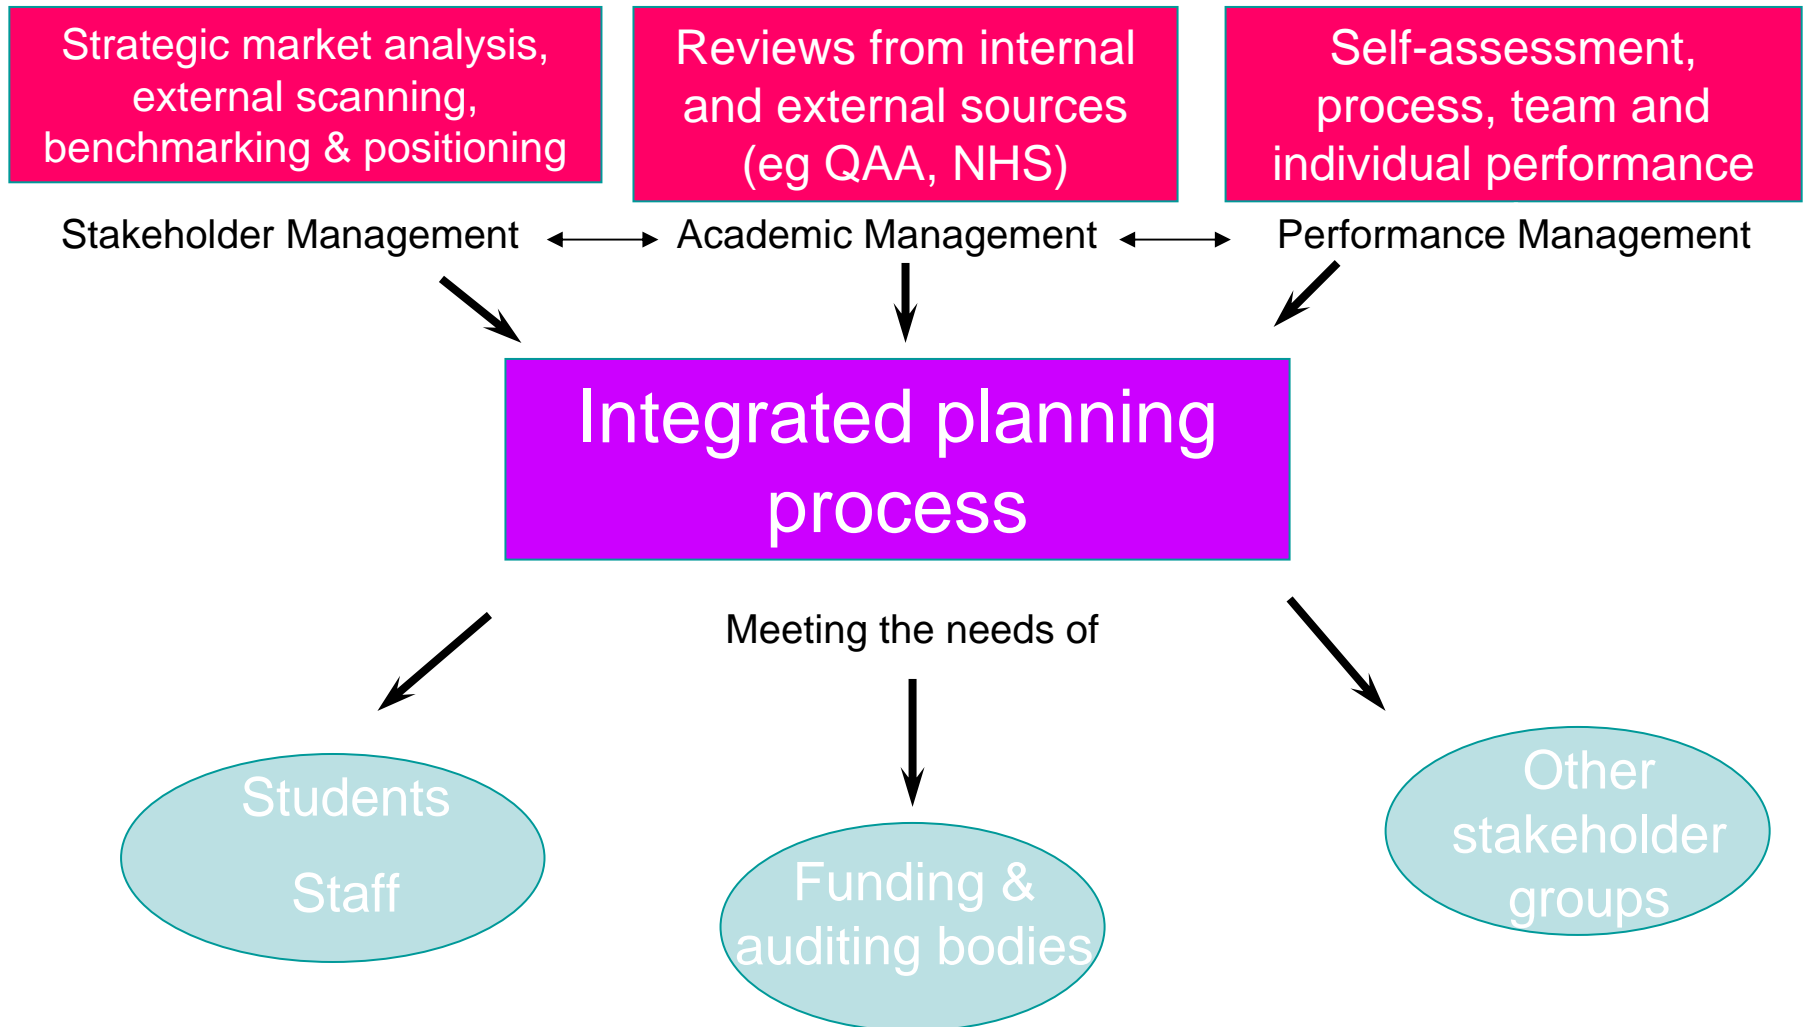 Strategic market analysis,
external scanning,
benchmarking & positioning
Reviews from internal
and external sources
(eg QAA, NHS)
Self-assessment,
process, team and
individual performance
Stakeholder Management
Academic Management
Performance Management
Integrated planning
process
Meeting the needs of
Students
Staff
Funding &
auditing bodies
Other
stakeholder
groups